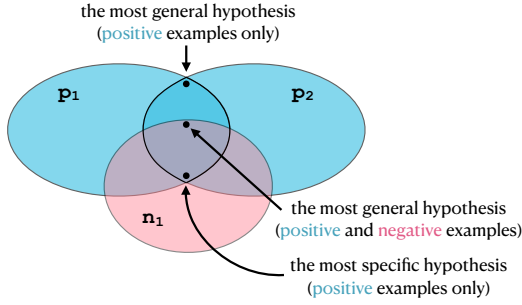 the most general hypothesis
(positive examples only)
p₁
p₂
n₁
the most general hypothesis
(positive and negative examples)
the most specific hypothesis
(positive examples only)